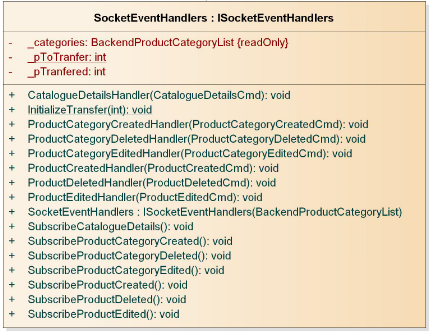 SocketEventHandlers : ISocketEventHandlers
- _categories: BackendProductCategoryList {readOnly}
- _pToTranfer: int
- _pTranfered: int
+ CatalogueDetailsHandler(CatalogueDetailsCmd): void
+ InitializeTransfer(int): void
+ ProductCategoryCreatedHandler(ProductCategoryCreatedCmd): void
+ ProductCategoryDeletedHandler(ProductCategoryDeletedCmd): void
+ ProductCategoryEditedHandler(ProductCategoryEditedCmd): void
+ ProductCreatedHandler(ProductCreatedCmd): void
+ ProductDeletedHandler(ProductDeletedCmd): void
+ ProductEditedHandler(ProductEditedCmd): void
+ SocketEventHandlers : ISocketEventHandlers(BackendProductCategoryList)
+ SubscribeCatalogueDetails(): void
+ SubscribeProductCategoryCreated(): void
+ SubscribeProductCategoryDeleted(): void
+ SubscribeProductCategoryEdited(): void
+ SubscribeProductCreated(): void
+ SubscribeProductDeleted(): void
+ SubscribeProductEdited(): void